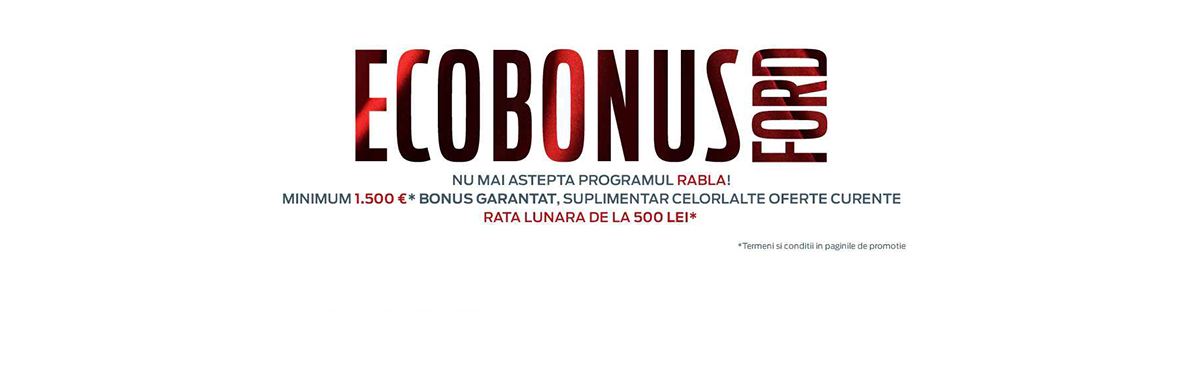 ECOBONUS FORD
NU MAI ASTEPTA PROGRAMUL RABLA!
MINIMUM 1.500 €* BONUS GARANTAT, SUPLIMENTAR CELORLALTE OFERTE CURENTE
RATA LUNARA DE LA 500 LEI*
*Termeni si conditii in paginile de promotie